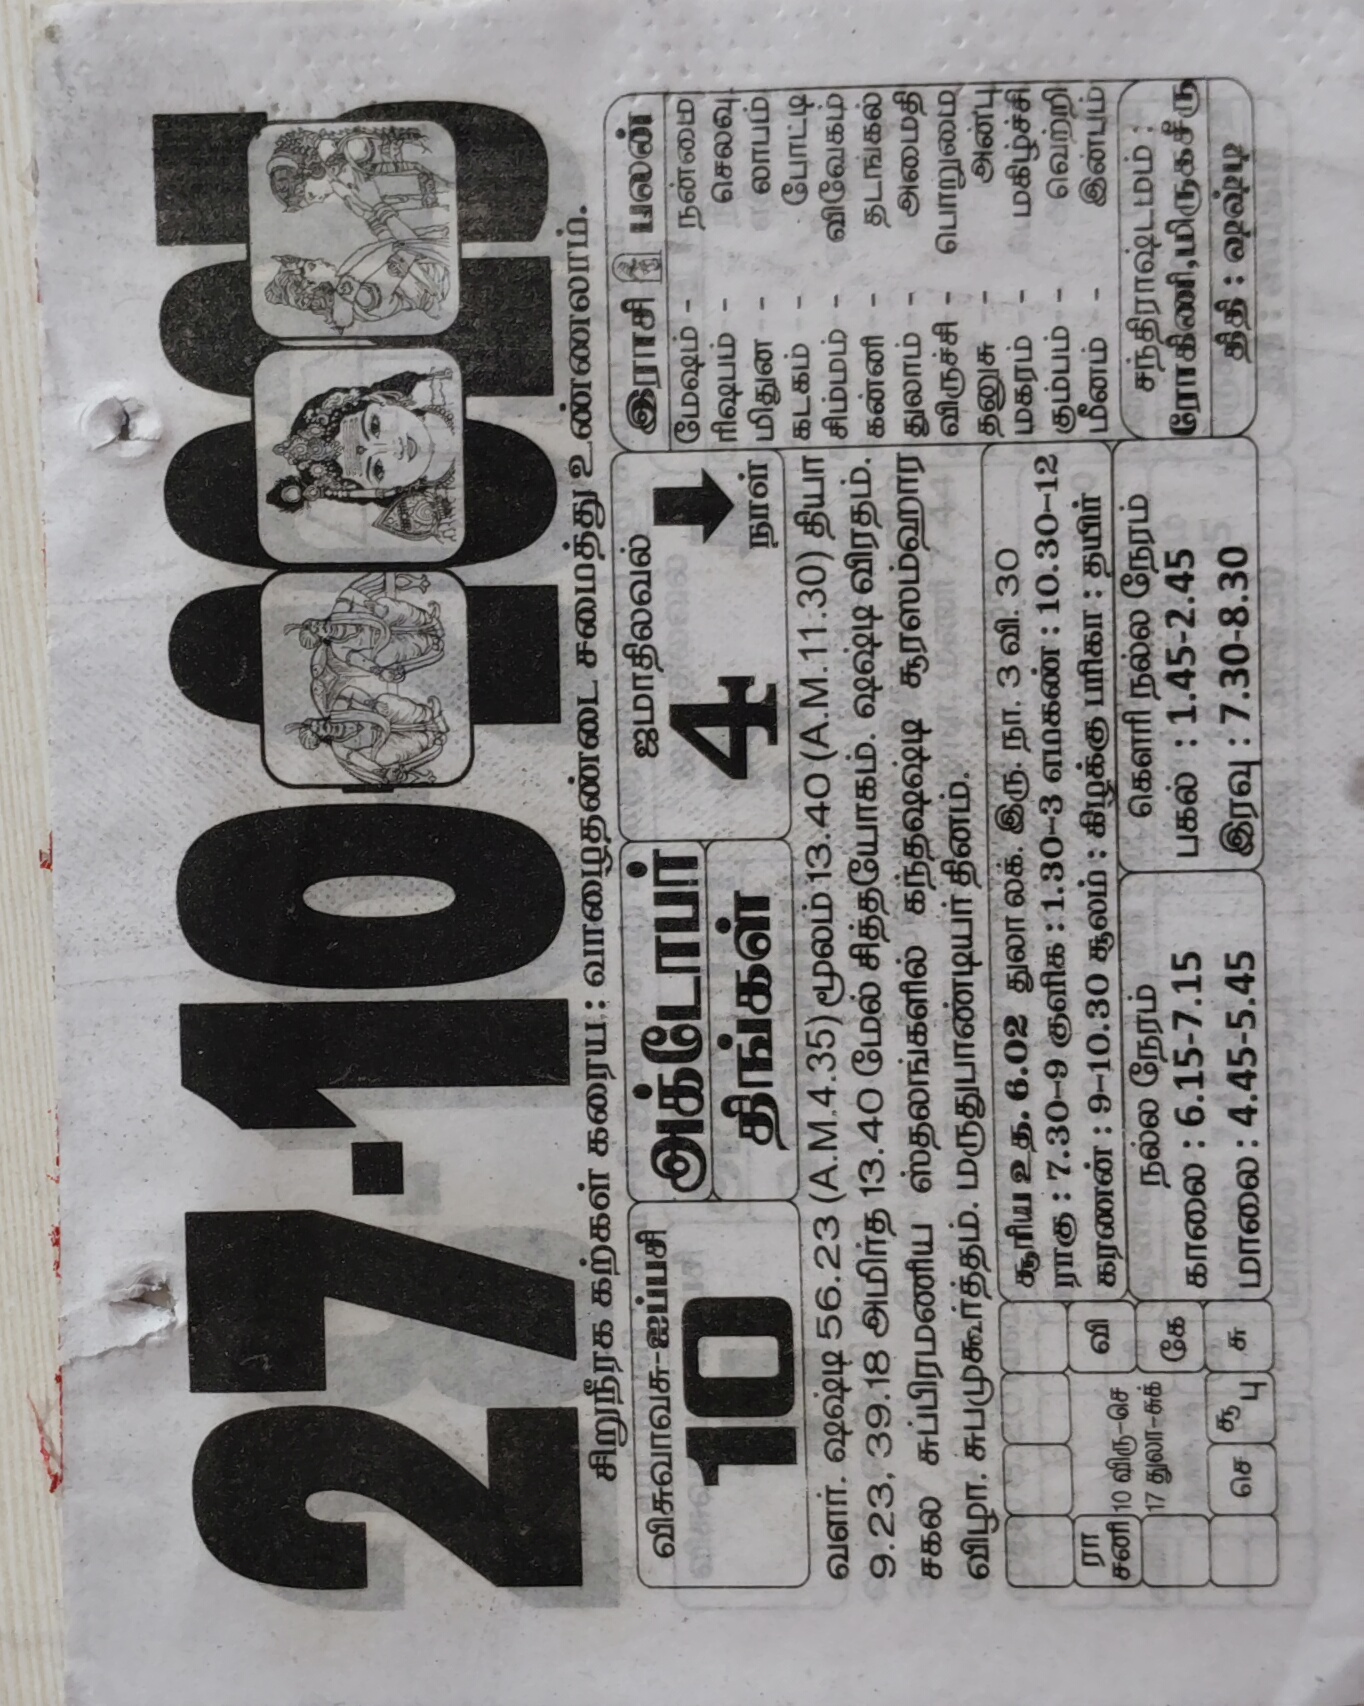 27-10-2025
சிறுநீரக கற்கள் கரைய : வாழைதண்டை சமைத்து உண்ணலாம்.
விசுவாவசு-ஐப்பசி
10
அக்டோபர்
திங்கள்
ஜமாதிலவல்
4
நாள்
வளர். ஷஷ்டி 56.23 (A.M.4.35) மூலம் 13.40 (A.M.11:30) தியா
9.23, 39.18 அமிர்த 13.40 மேல் சித்தயோகம். ஷஷ்டி விரதம்.
சகல சுப்பிரமணிய ஸ்தலங்களில் கந்தஷஷ்டி சூரஸம்ஹார
விழா. சுபமுகூர்த்தம். மருதுபாண்டியர் தினம்.
இராசி பலன்
மேஷம் - நன்மை
ரிஷபம் - செலவு
மிதுன - லாபம்
கடகம் - போட்டி
சிம்மம் - விவேகம்
கன்னி - தடங்கல்
துலாம் - அமைதி
விருச்சி - பொறுமை
தனுசு - அன்பு
மகரம் - மகிழ்ச்சி
கும்பம் - வெற்றி
மீனம் - இன்பம்
ரா
சனி
10 விரு-செ
17 துலா-சுக்
வி
கே
செ
சூ
பு
சு
சூரிய உத. 6.02 துலா லக். இரு. நா. 3 வி. 30
ராகு : 7.30-9 குளிக : 1.30-3 எமகண் : 10.30-12
கரணன் : 9-10.30 சூலம் : கிழக்கு பரிகா : தயிர்
நல்ல நேரம்
காலை : 6.15-7.15
மாலை : 4.45-5.45
கெளரி நல்ல நேரம்
பகல் : 1.45-2.45
இரவு : 7.30-8.30
சந்திராஷ்டமம் :
ரோகிணி,மிருகசீரு
திதி : ஷஷ்டி